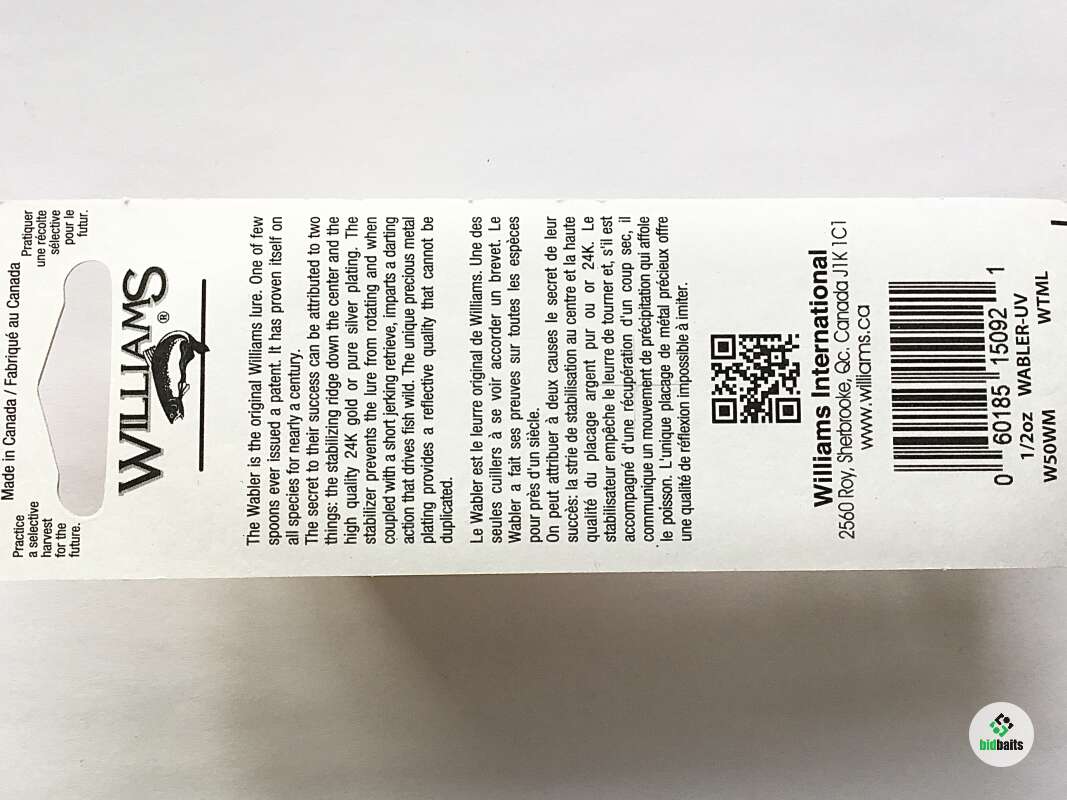 Made in Canada / Fabriqué au Canada
Practice
a selective
harvest
for the
future.
Pratiquer
une récolte
sélective
pour le
futur.
WILLIAMS®
The Wabler is the original Williams lure. One of few
spoons ever issued a patent. It has proven itself on
all species for nearly a century.
The secret to their success can be attributed to two
things: the stabilizing ridge down the center and the
high quality 24K gold or pure silver plating. The
stabilizer prevents the lure from rotating and when
coupled with a short jerking retrieve, imparts a darting
action that drives fish wild. The unique precious metal
plating provides a reflective quality that cannot be
duplicated.
Le Wabler est le leurre original de Williams. Une des
seules cuillers à se voir accorder un brevet. Le
Wabler a fait ses preuves sur toutes les espèces
pour près d'un siècle.
On peut attribuer à deux causes le secret de leur
succès: la strie de stabilisation au centre et la haute
qualité du placage argent pur ou or 24K. Le
stabilisateur empêche le leurre de tourner et, s'il est
accompagné d'une récupération d'un coup sec, il
communique un mouvement de précipitation qui affole
le poisson. L'unique placage de métal précieux offre
une qualité de réflexion impossible à imiter.
Williams International
2560 Roy, Sherbrooke, Qc. Canada J1K 1C1
www.williams.ca
0 60185 15092 1
1/2oz WABLER-UV
W50WM WTML
bidbaits